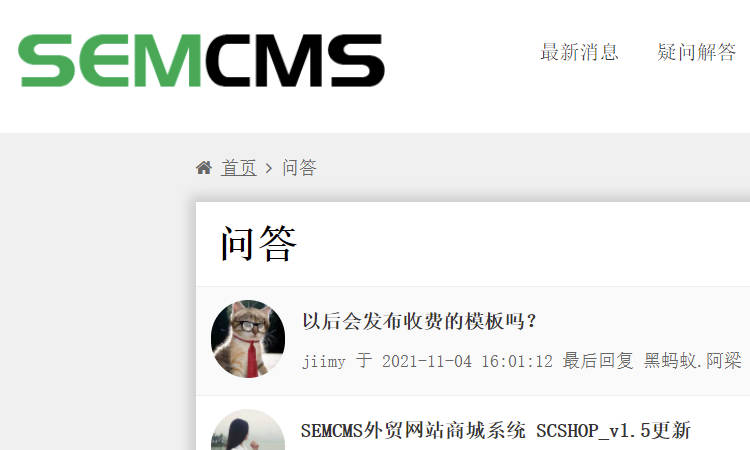 SEMCMS
最新消息 疑问解答
首页 > 问答
问答
以后会发布收费的模板吗?
jiimy 于 2021-11-04 16:01:12 最后回复 黑蚂蚁.阿梁
SEMCMS外贸网站商城系统 SCSHOP_v1.5更新